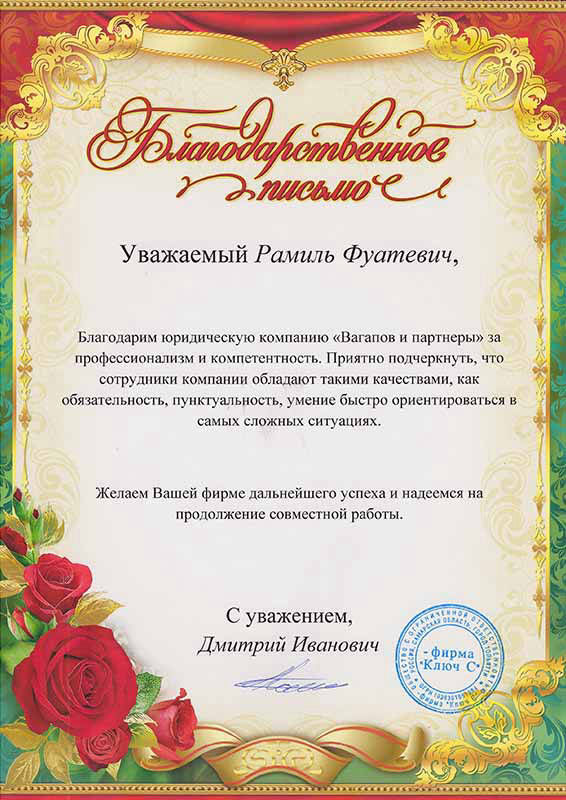 Благодарственное
письмо
Уважаемый Рамиль Фуатевич,
Благодарим юридическую компанию «Вагапов и партнеры» за
профессионализм и компетентность. Приятно подчеркнуть, что
сотрудники компании обладают такими качествами, как
обязательность, пунктуальность, умение быстро ориентироваться в
самых сложных ситуациях.
Желаем Вашей фирме дальнейшего успеха и надеемся на
продолжение совместной работы.
С уважением,
Дмитрий Иванович
- фирма
"Ключ С"